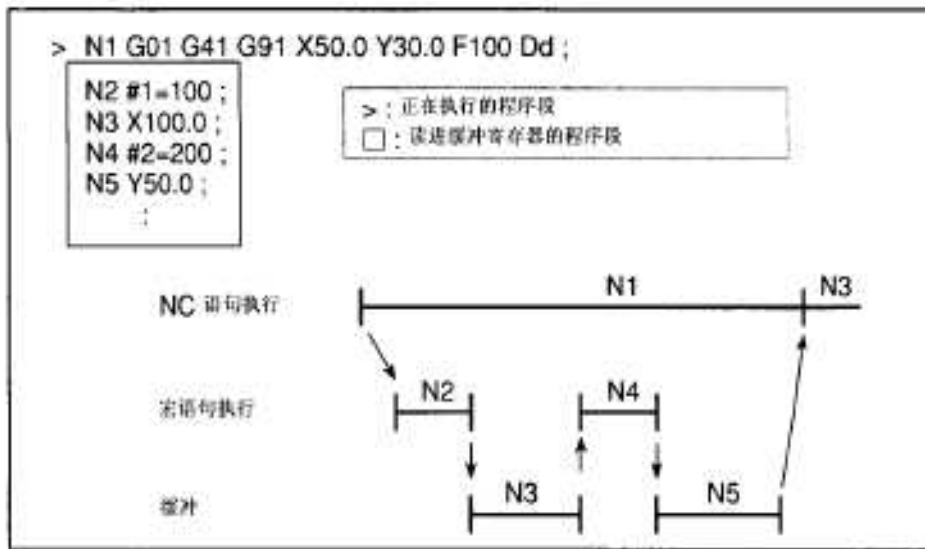 > N1 G01 G41 G91 X50.0 Y30.0 F100 Dd ;
N2 #1=100 ;
N3 X100.0 ;
N4 #2=200 ;
N5 Y50.0 ;
:
> : 正在执行的程序段
□ : 读进缓冲寄存器的程序段
NC 语句执行
N1
N3
宏语句执行
N2
N4
缓冲
N3
N5